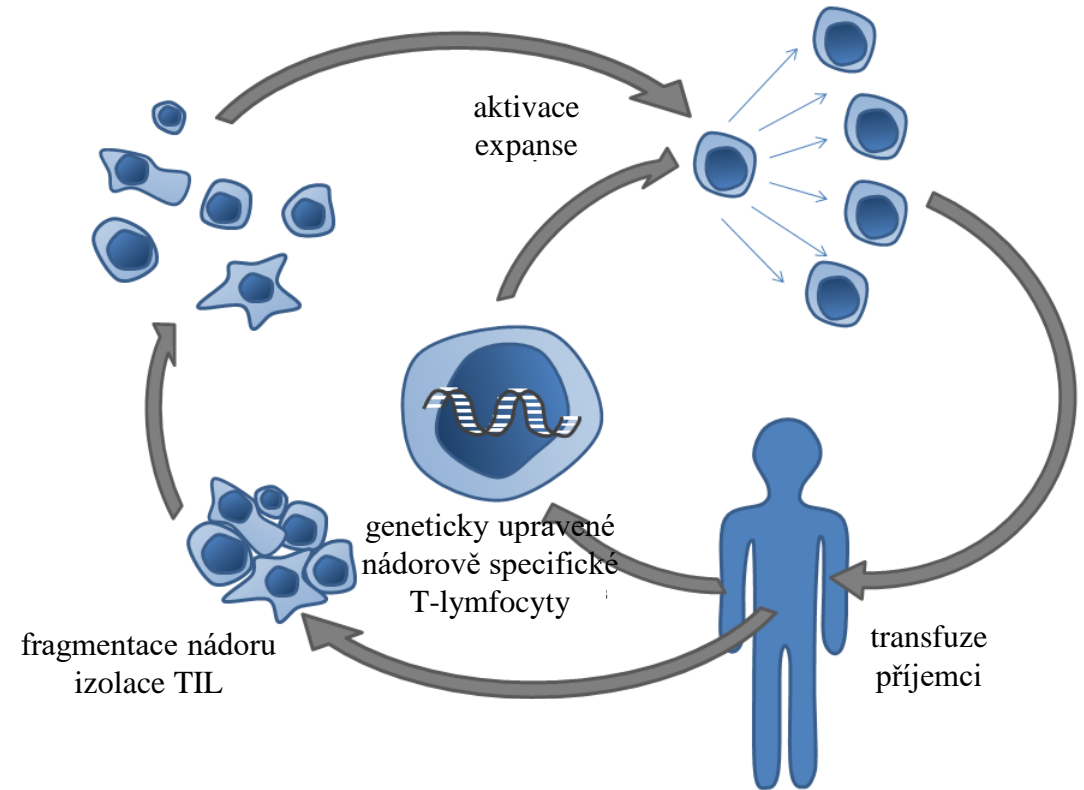 aktivace
expanse
geneticky upravené
nádorově specifické
T-lymfocyty
fragmentace nádoru
izolace TIL
transfuze
příjemci